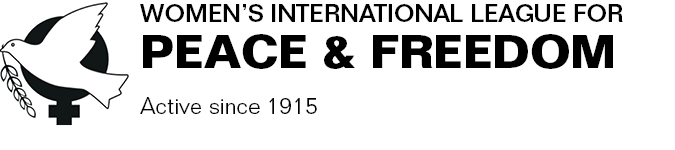 WOMEN'S INTERNATIONAL LEAGUE FOR
PEACE & FREEDOM
Active since 1915